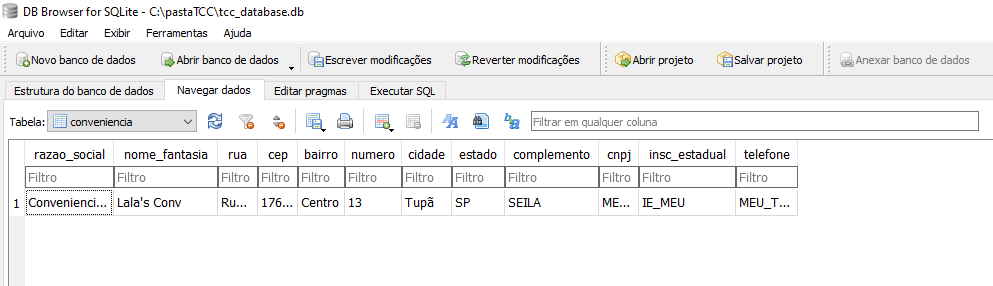 DB Browser for SQLite - C:\pastaTCC\tcc_database.db
Arquivo Editar Exibir Ferramentas Ajuda
Novo banco de dados Abrir banco de dados Escrever modificações Reverter modificações Abrir projeto Salvar projeto Anexar banco de dados
Estrutura do banco de dados Navegar dados Editar pragmas Executar SQL
Tabela: conveniencia Filtrar em qualquer coluna
razao_social nome_fantasia rua cep bairro numero cidade estado complemento cnpj insc_estadual telefone
Filtro Filtro Filtro Filtro Filtro Filtro Filtro Filtro Filtro Filtro Filtro Filtro
1 Convenienci... Lala's Conv Ru... 176... Centro 13 Tupã SP SEILA ME... IE_MEU MEU_T...